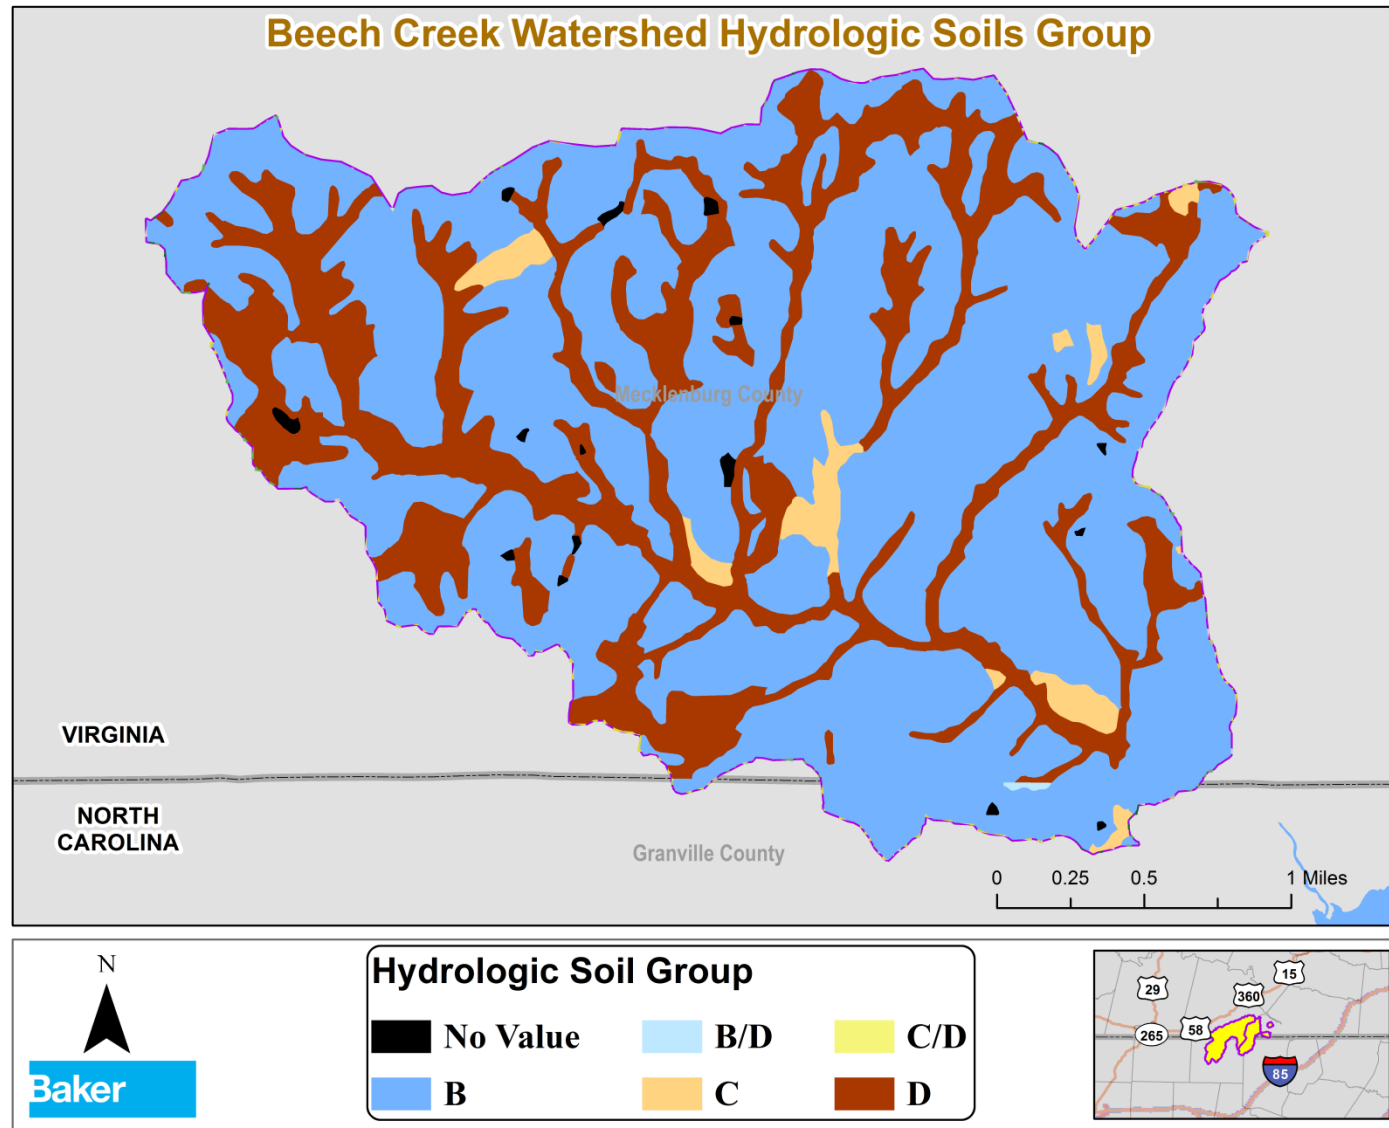 Beech Creek Watershed Hydrologic Soils Group
Mecklenburg County
VIRGINIA
NORTH
CAROLINA
Granville County
0 0.25 0.5 1 Miles
N
Baker
Hydrologic Soil Group
No Value B/D C/D
B C D
15
29
360
58
265
85